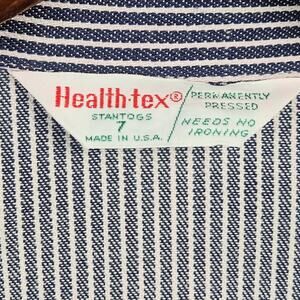 Health-tex®
STANTOGS
7
MADE IN U.S.A.
PERMANENTLY
PRESSED
NEEDS NO
IRONING